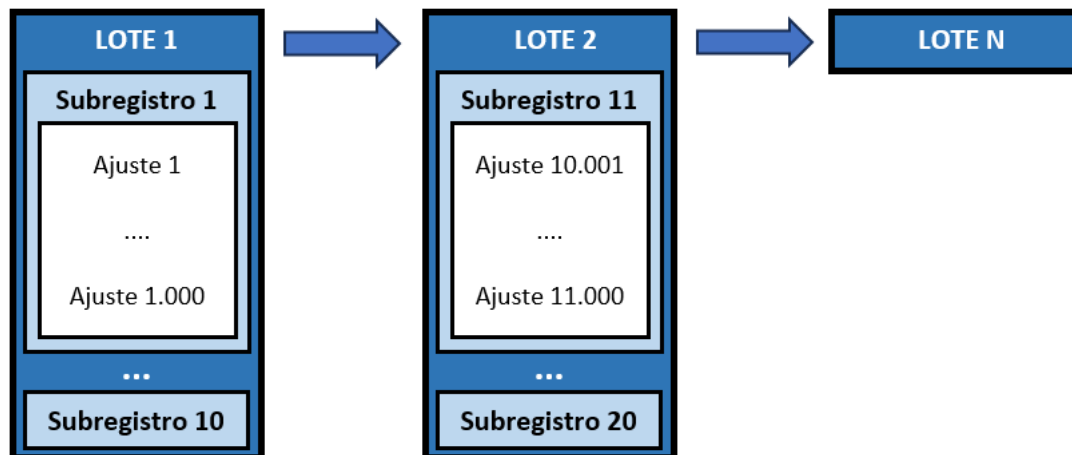 LOTE 1
Subregistro 1
Ajuste 1
....
Ajuste 1.000
...
Subregistro 10
LOTE 2
Subregistro 11
Ajuste 10.001
....
Ajuste 11.000
...
Subregistro 20
LOTE N